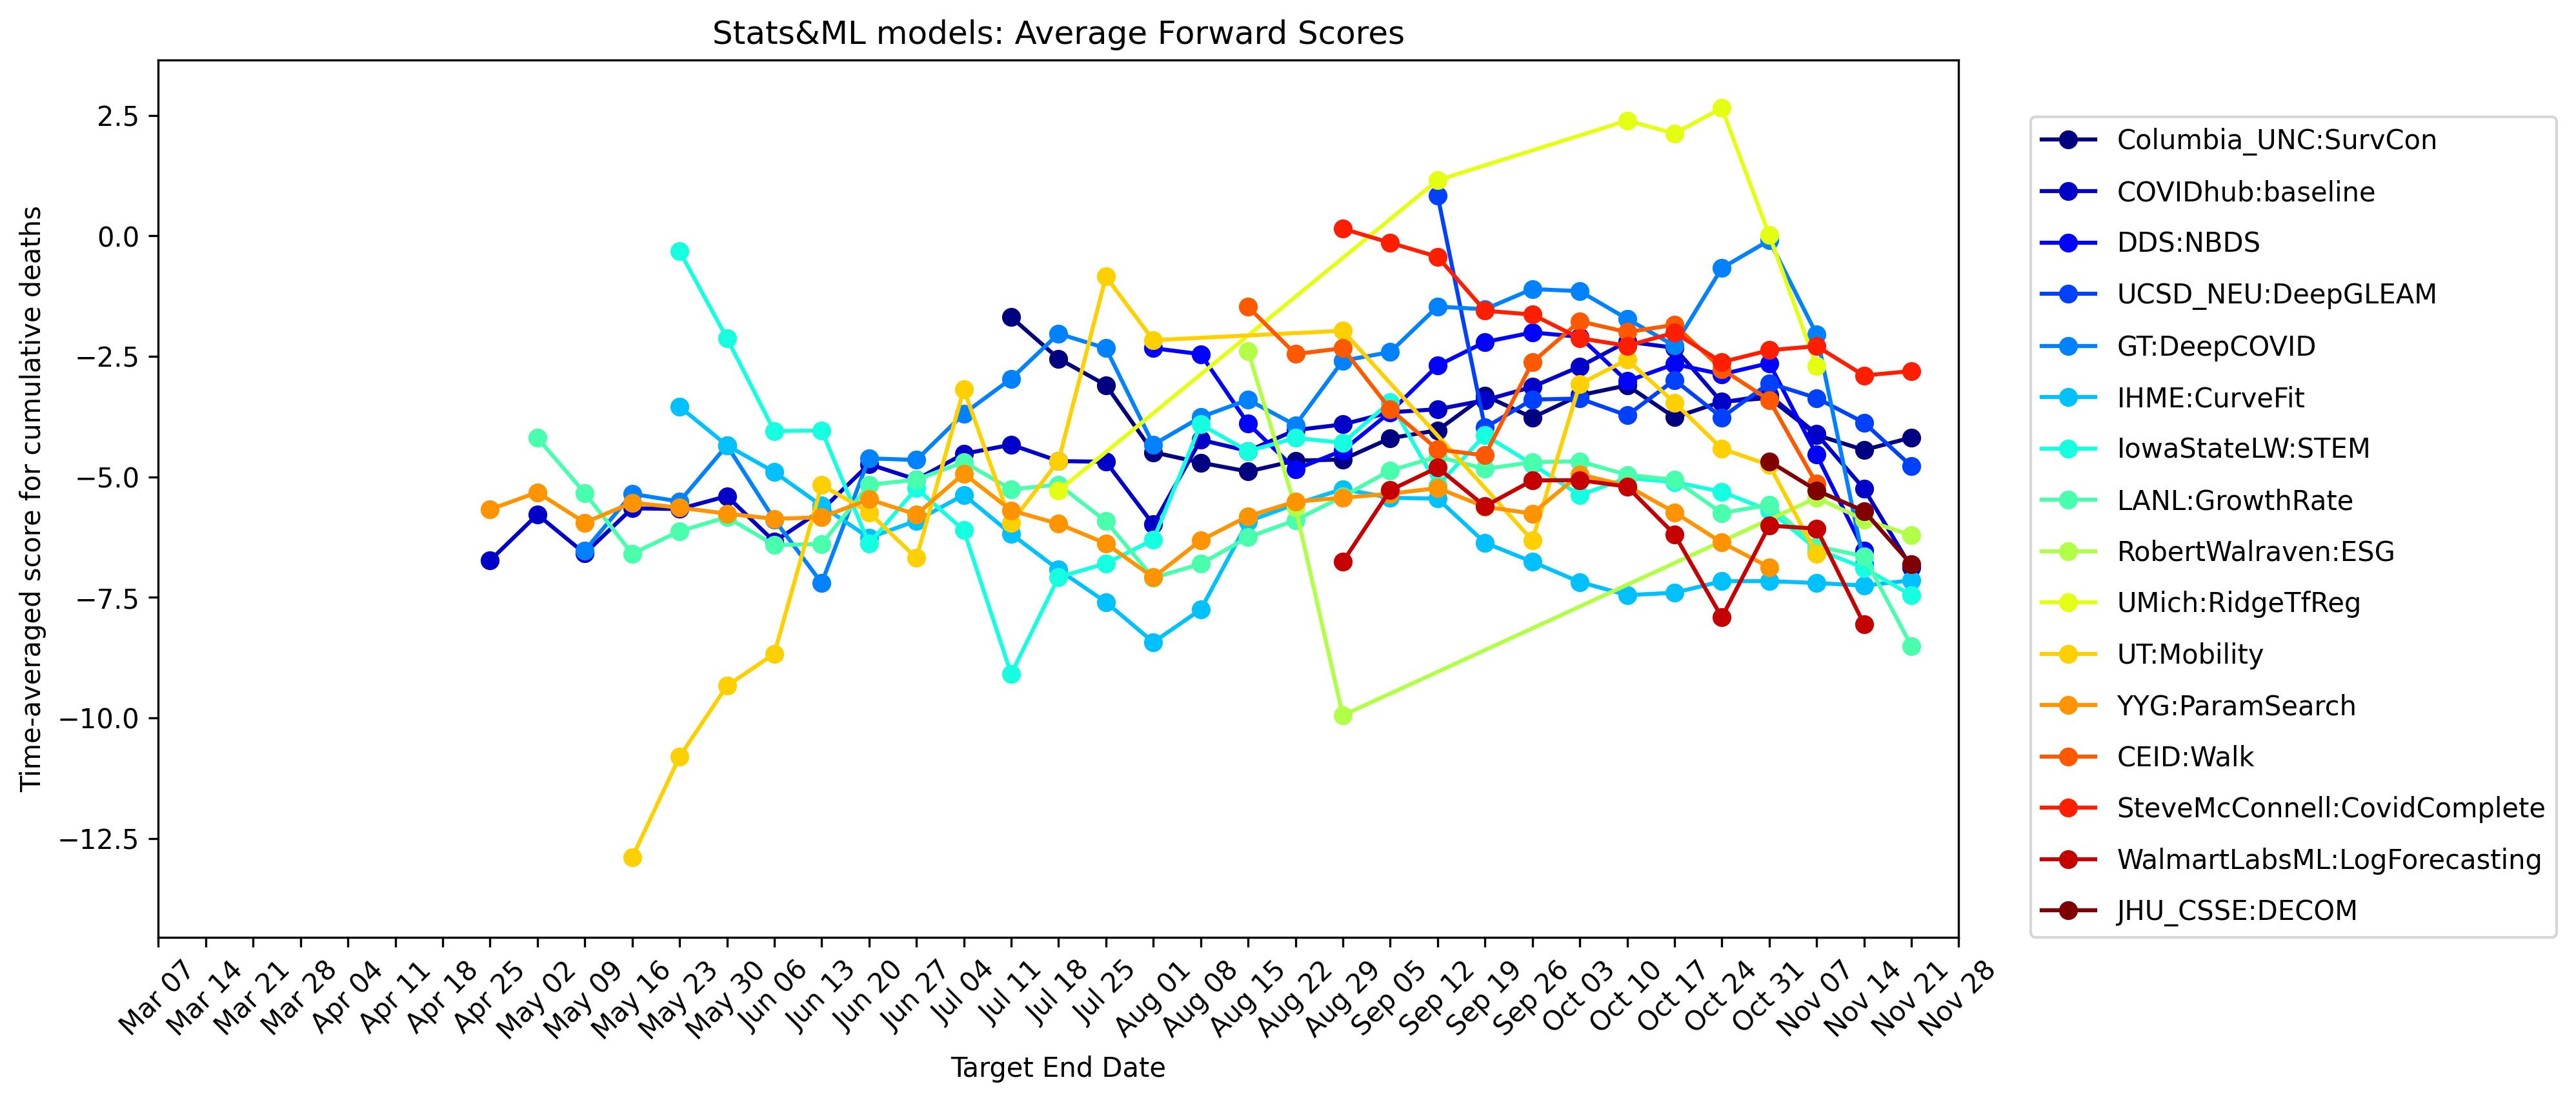 Stats&ML models: Average Forward Scores
Time-averaged score for cumulative deaths
2.5
0.0
−2.5
−5.0
−7.5
−10.0
−12.5
Mar 07
Mar 14
Mar 21
Mar 28
Apr 04
Apr 11
Apr 18
Apr 25
May 02
May 09
May 16
May 23
May 30
Jun 06
Jun 13
Jun 20
Jun 27
Jul 04
Jul 11
Jul 18
Jul 25
Aug 01
Aug 08
Aug 15
Aug 22
Aug 29
Sep 05
Sep 12
Sep 19
Sep 26
Oct 03
Oct 10
Oct 17
Oct 24
Oct 31
Nov 07
Nov 14
Nov 21
Nov 28
Target End Date
Columbia_UNC:SurvCon
COVIDhub:baseline
DDS:NBDS
UCSD_NEU:DeepGLEAM
GT:DeepCOVID
IHME:CurveFit
IowaStateLW:STEM
LANL:GrowthRate
RobertWalraven:ESG
UMich:RidgeTfReg
UT:Mobility
YYG:ParamSearch
CEID:Walk
SteveMcConnell:CovidComplete
WalmartLabsML:LogForecasting
JHU_CSSE:DECOM